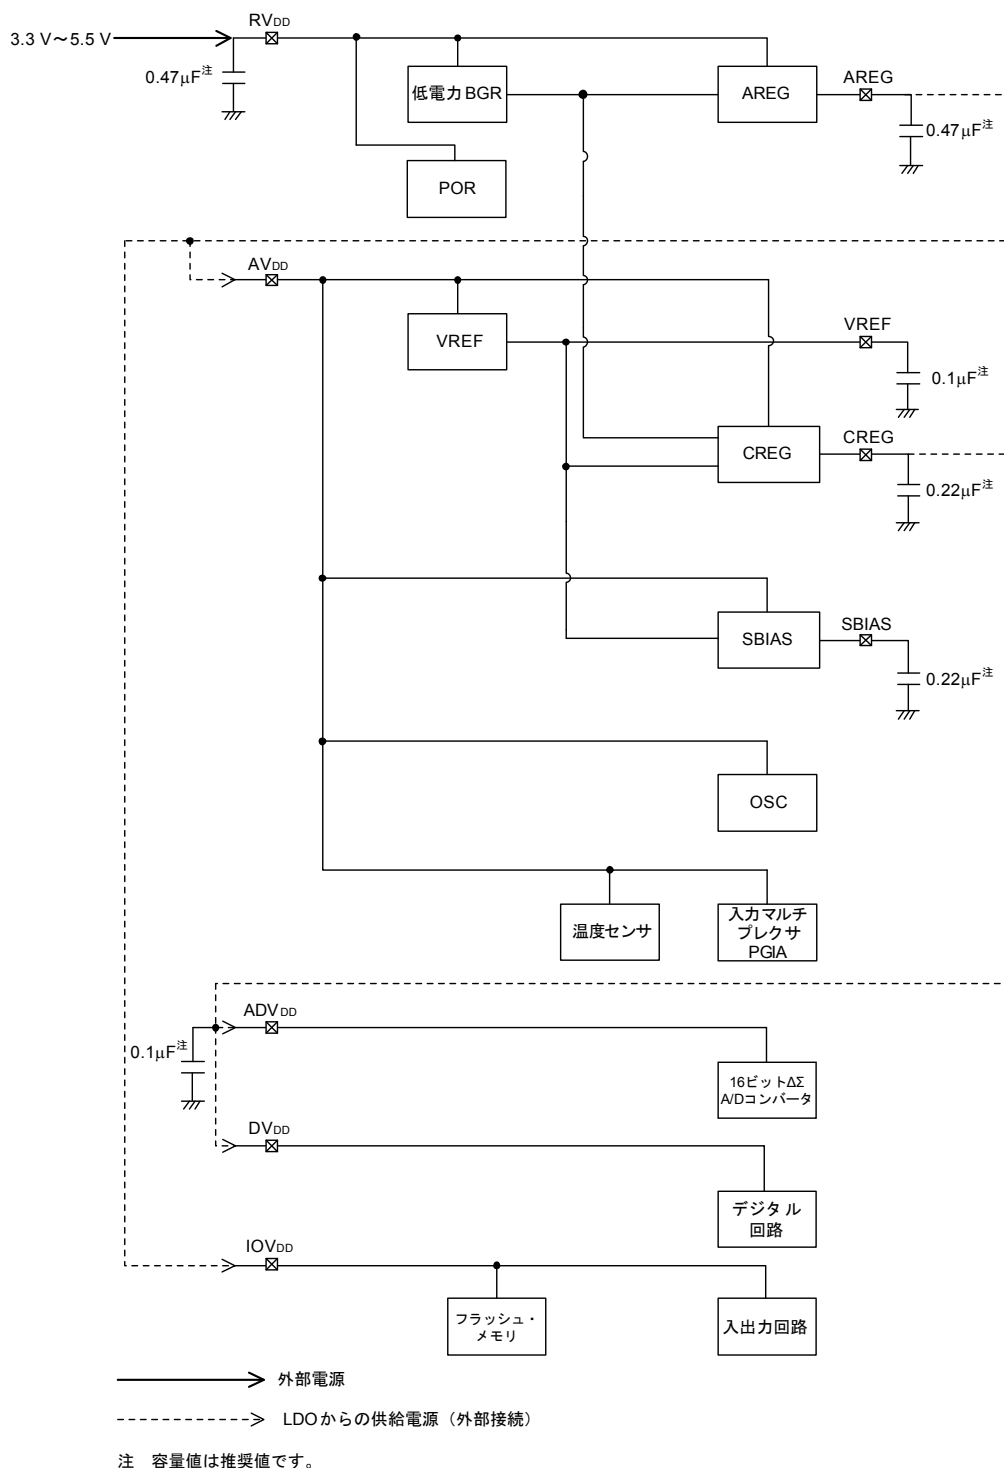 RVDD
3.3 V～5.5 V
0.47μF注
低電力BGR
AREG
AREG
0.47μF注
POR
AVDD
VREF
VREF
0.1μF注
CREG
CREG
0.22μF注
SBIAS
SBIAS
0.22μF注
OSC
温度センサ
入力マルチ
プレクサ
PGIA
ADVDD
0.1μF注
16ビットΔΣ
A/Dコンバータ
DVDD
デジタル
回路
IOVDD
フラッシュ・
メモリ
入出力回路
外部電源
LDOからの供給電源（外部接続）
注　容量値は推奨値です。